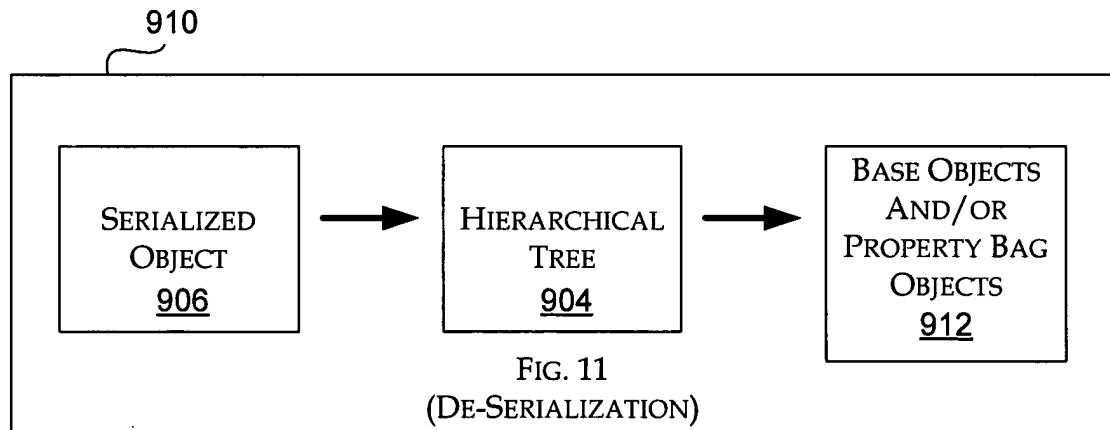 910
SERIALIZED
OBJECT
906
HIERARCHICAL
TREE
904
BASE OBJECTS
AND/OR
PROPERTY BAG
OBJECTS
912
FIG. 11
(DE-SERIALIZATION)